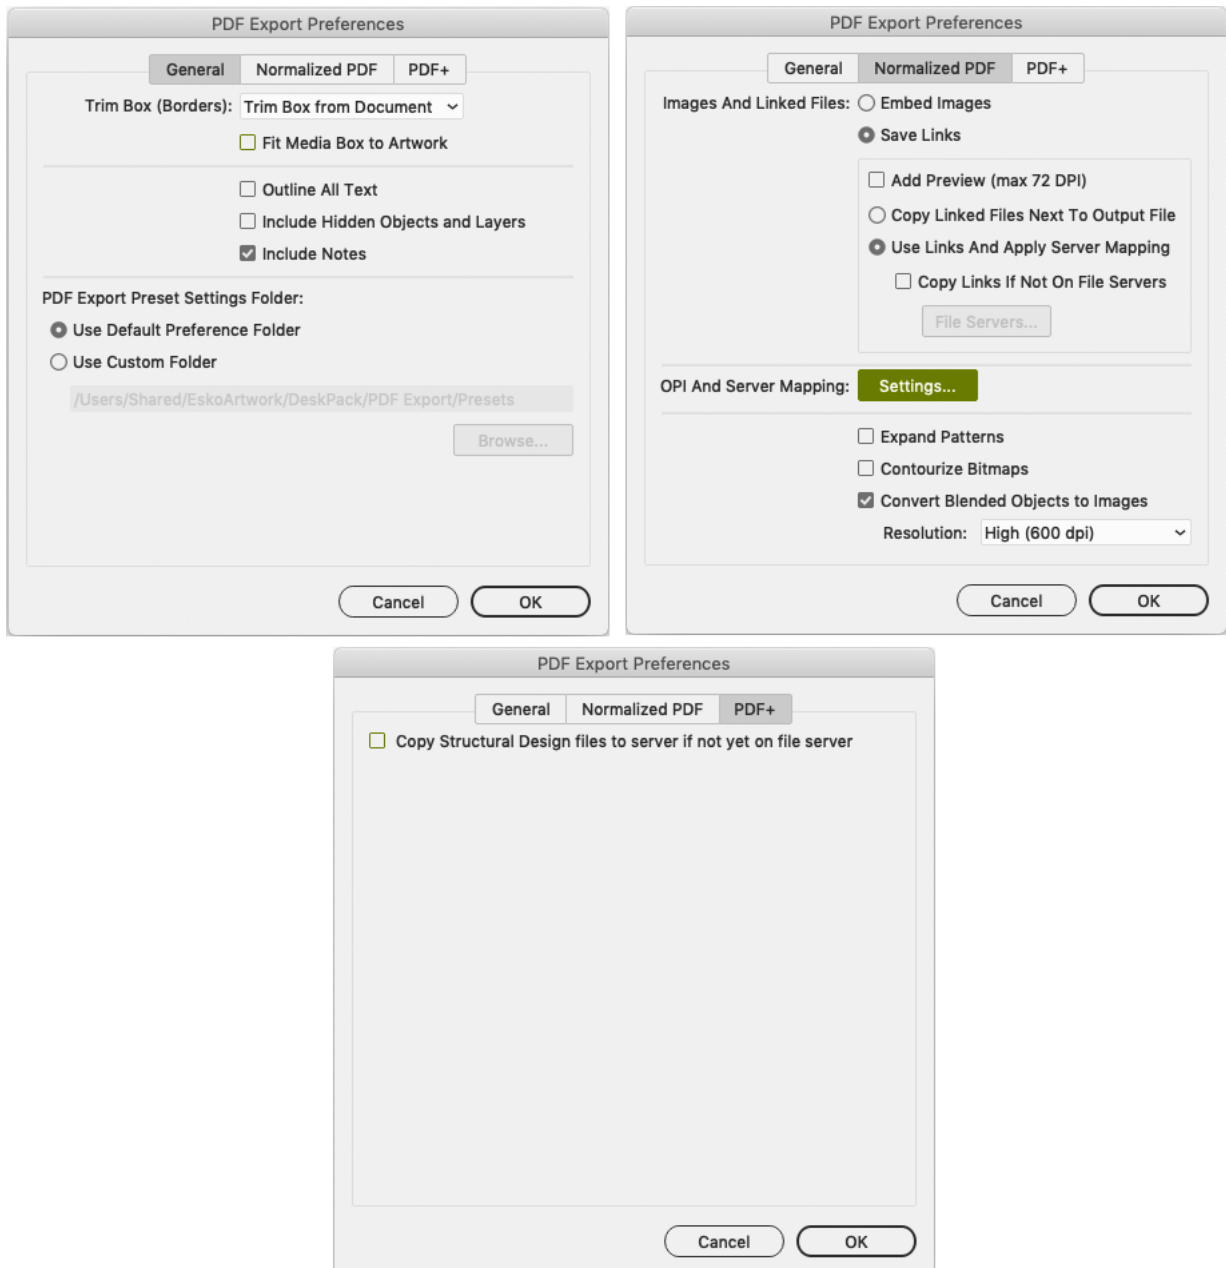 PDF Export Preferences
General Normalized PDF PDF+
Trim Box (Borders): Trim Box from Document
Fit Media Box to Artwork
Outline All Text
Include Hidden Objects and Layers
Include Notes
PDF Export Preset Settings Folder:
Use Default Preference Folder
Use Custom Folder
/Users/Shared/EskoArtwork/DeskPack/PDF Export/Presets
Browse...
Cancel OK
PDF Export Preferences
General Normalized PDF PDF+
Images And Linked Files: Embed Images
Save Links
Add Preview (max 72 DPI)
Copy Linked Files Next To Output File
Use Links And Apply Server Mapping
Copy Links If Not On File Servers
File Servers...
OPI And Server Mapping: Settings...
Expand Patterns
Contourize Bitmaps
Convert Blended Objects to Images
Resolution: High (600 dpi)
Cancel OK
PDF Export Preferences
General Normalized PDF PDF+
Copy Structural Design files to server if not yet on file server
Cancel OK